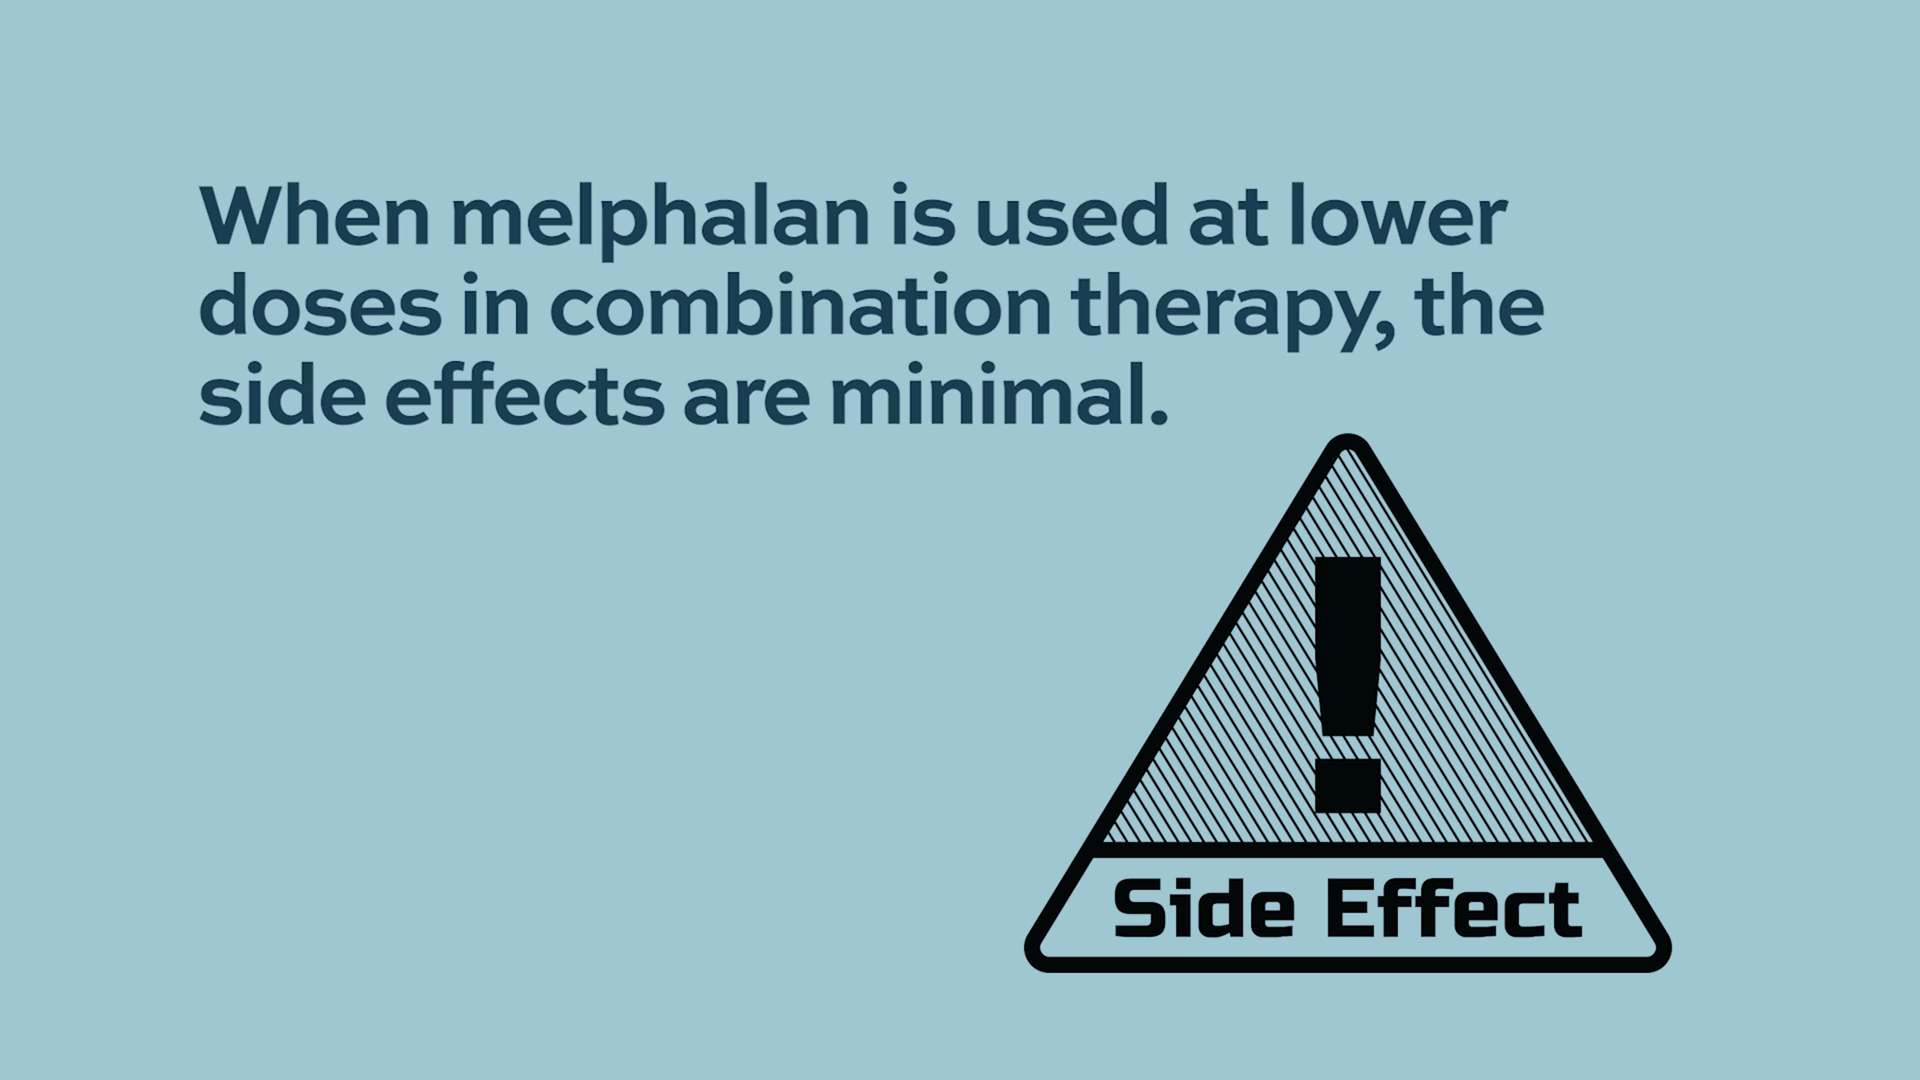 When melphalan is used at lower
doses in combination therapy, the
side effects are minimal.
Side Effect